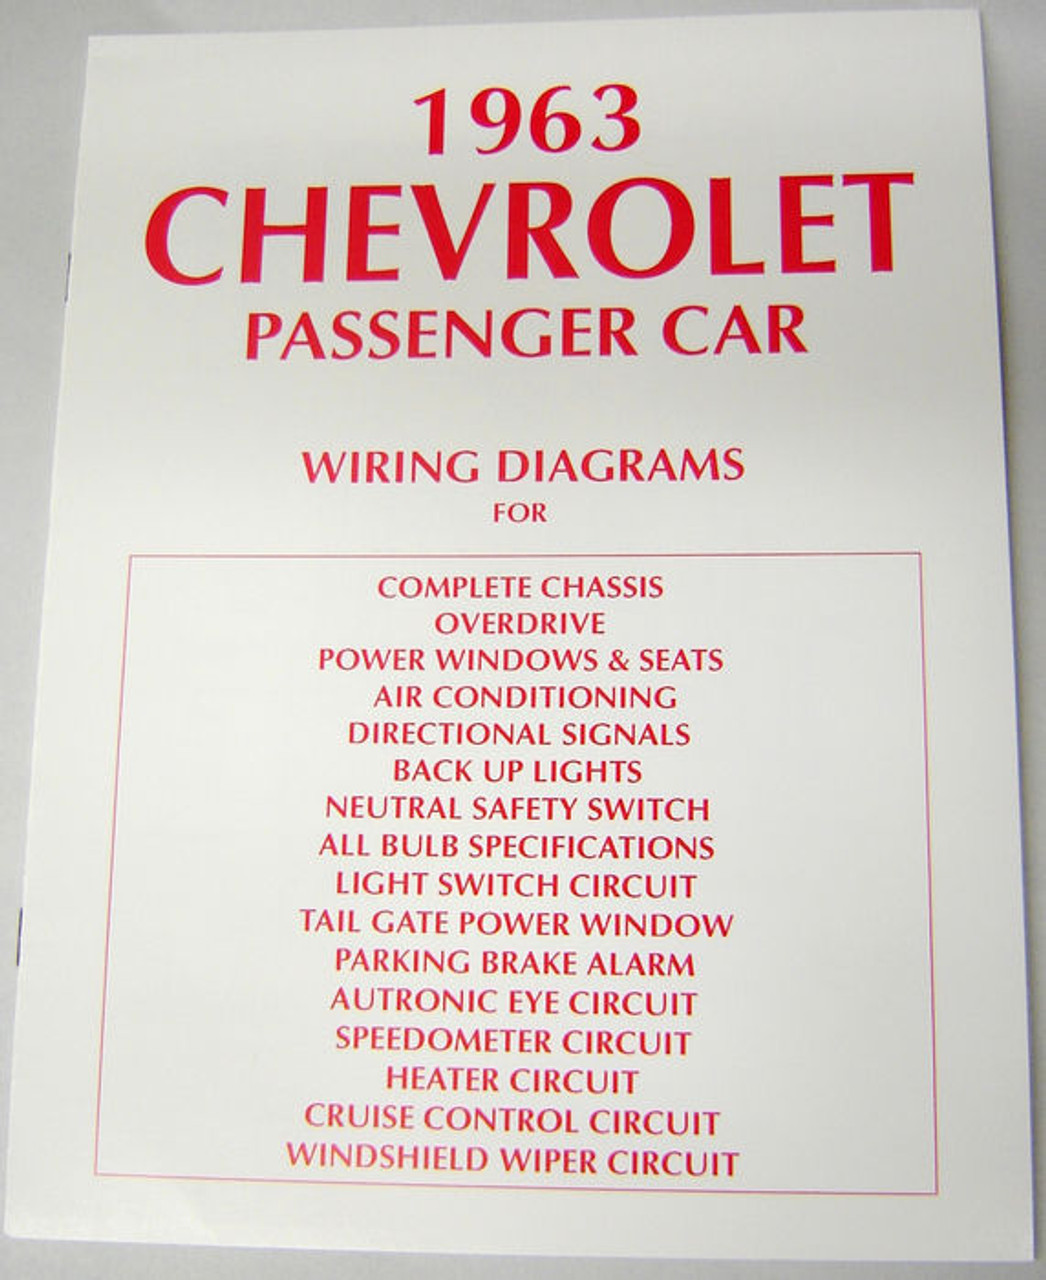 1963
CHEVROLET
PASSENGER CAR
WIRING DIAGRAMS
FOR
COMPLETE CHASSIS
OVERDRIVE
POWER WINDOWS & SEATS
AIR CONDITIONING
DIRECTIONAL SIGNALS
BACK UP LIGHTS
NEUTRAL SAFETY SWITCH
ALL BULB SPECIFICATIONS
LIGHT SWITCH CIRCUIT
TAIL GATE POWER WINDOW
PARKING BRAKE ALARM
AUTRONIC EYE CIRCUIT
SPEEDOMETER CIRCUIT
HEATER CIRCUIT
CRUISE CONTROL CIRCUIT
WINDSHIELD WIPER CIRCUIT